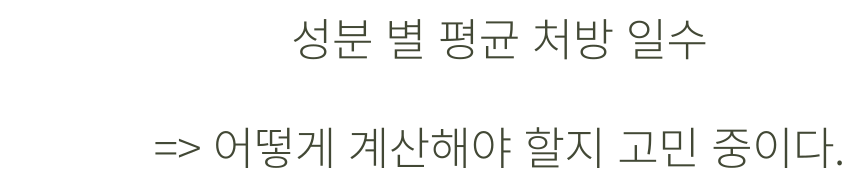 성분 별 평균 처방 일수
=> 어떻게 계산해야 할지 고민 중이다.